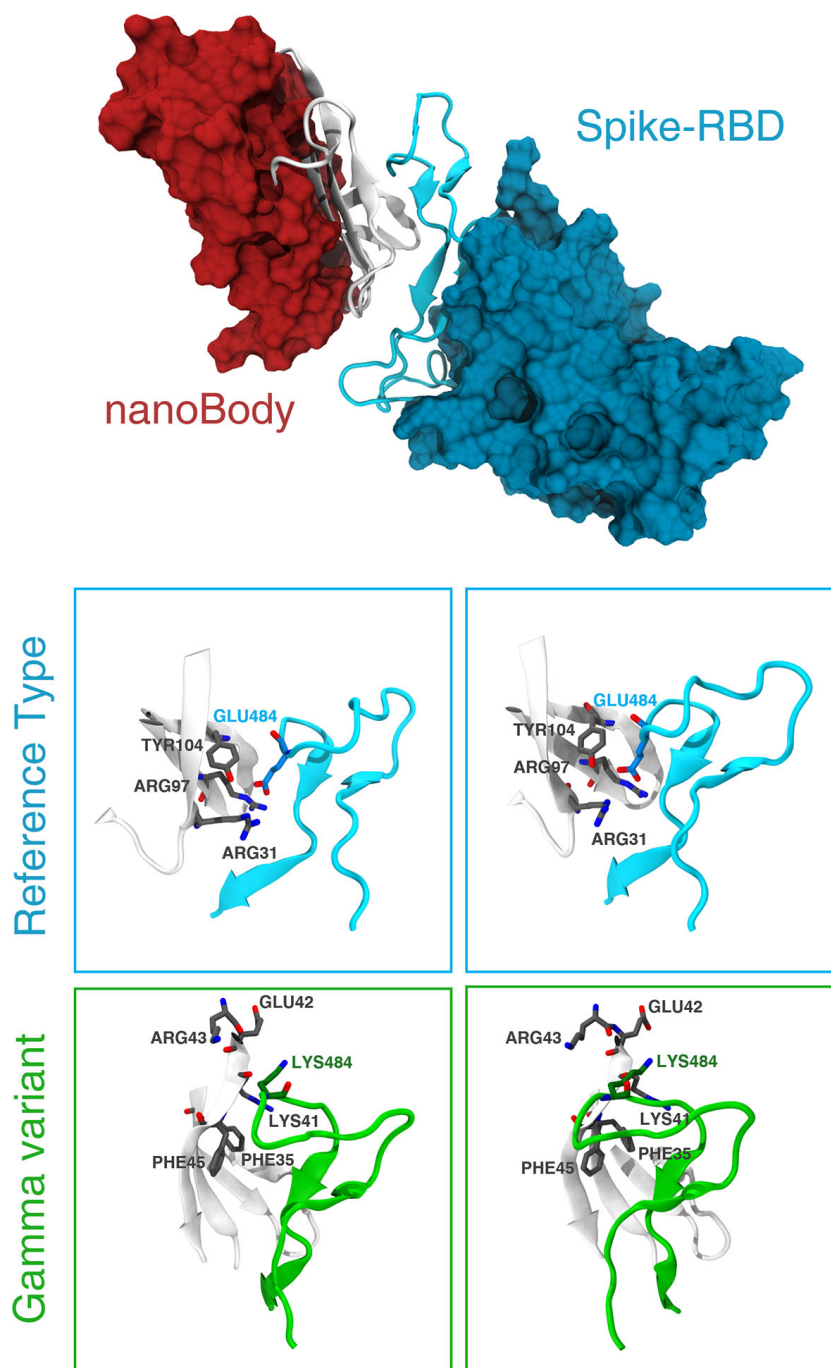 Spike-RBD
nanoBody
Reference Type
GLU484
TYR104
ARG97
ARG31
GLU484
TYR104
ARG97
ARG31
Gamma variant
GLU42
ARG43
LYS484
LYS41
PHE45
PHE35
GLU42
ARG43
LYS484
LYS41
PHE45
PHE35